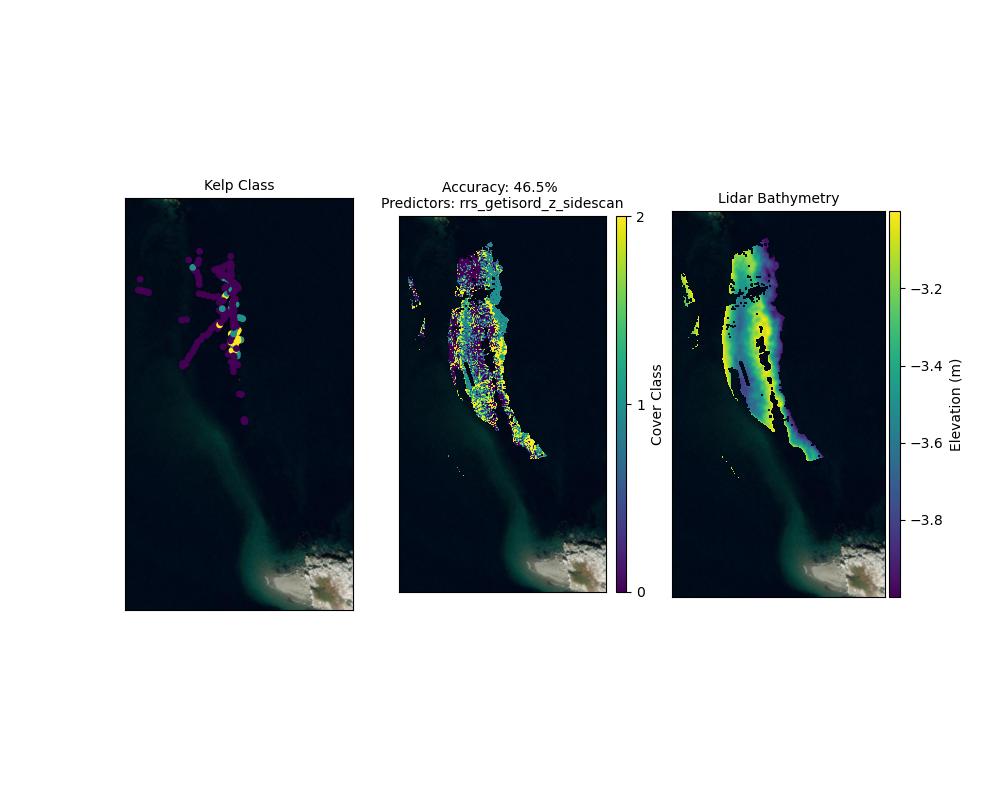 Kelp Class
Accuracy: 46.5%
Predictors: rrs_getisord_z_sidescan
2
1
0
Cover Class
Lidar Bathymetry
−3.2
−3.4
−3.6
−3.8
Elevation (m)